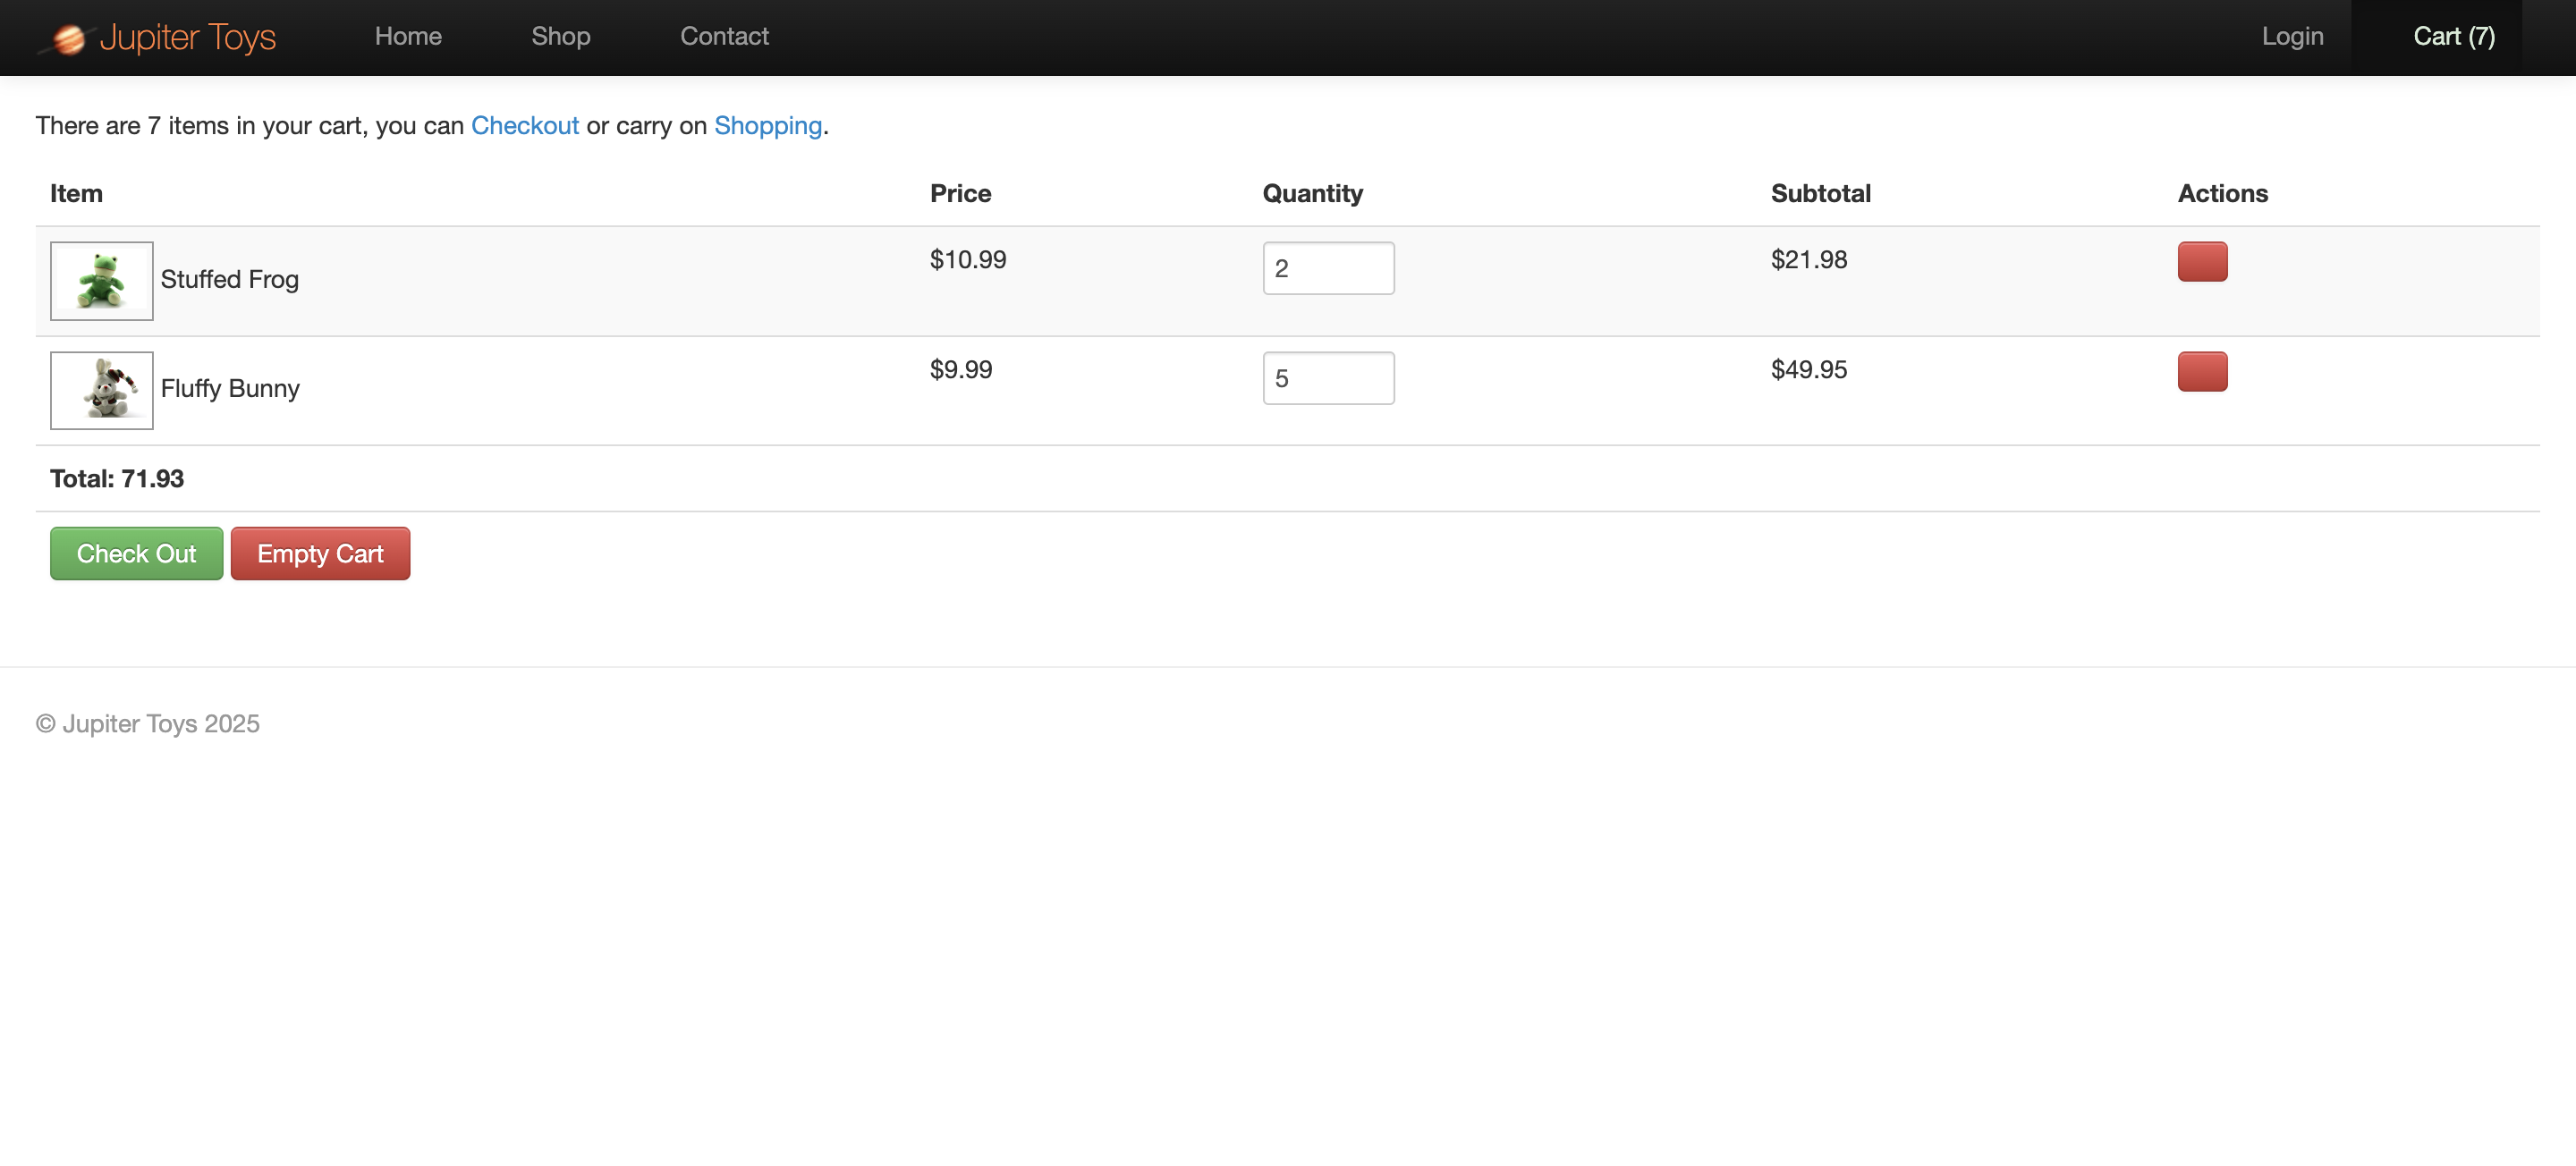 Jupiter Toys Home Shop Contact Login Cart (7)
There are 7 items in your cart, you can Checkout or carry on Shopping.
Item Price Quantity Subtotal Actions
Stuffed Frog $10.99 2 $21.98
Fluffy Bunny $9.99 5 $49.95
Total: 71.93
Check Out Empty Cart
© Jupiter Toys 2025